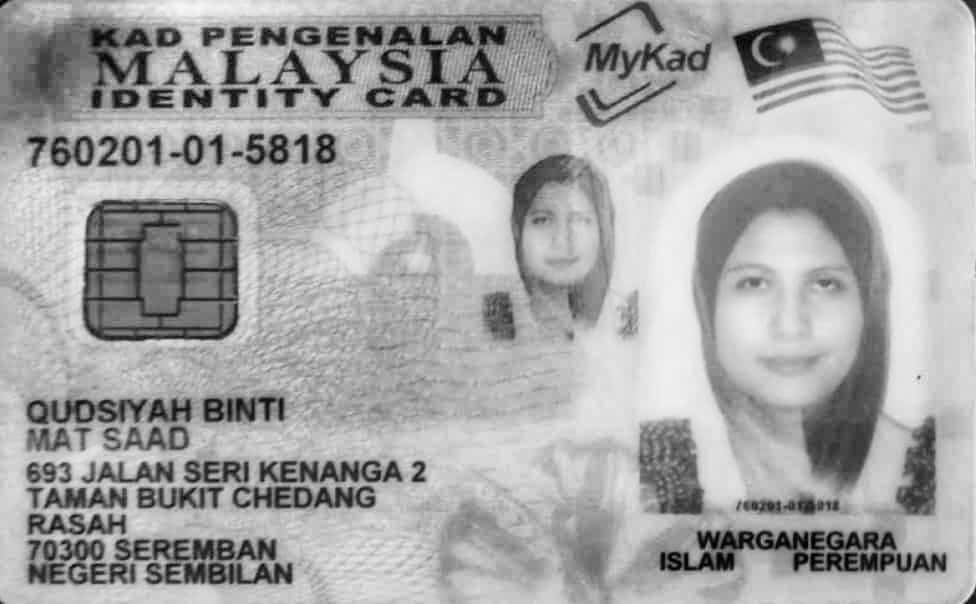 KAD PENGENALAN
MALAYSIA
IDENTITY CARD
MyKad
760201-01-5818
QUDSIYAH BINTI
MAT SAAD
693 JALAN SERI KENANGA 2
TAMAN BUKIT CHEDANG
RASAH
70300 SEREMBAN
NEGERI SEMBILAN
760201-01-5818
WARGANEGARA
ISLAM PEREMPUAN